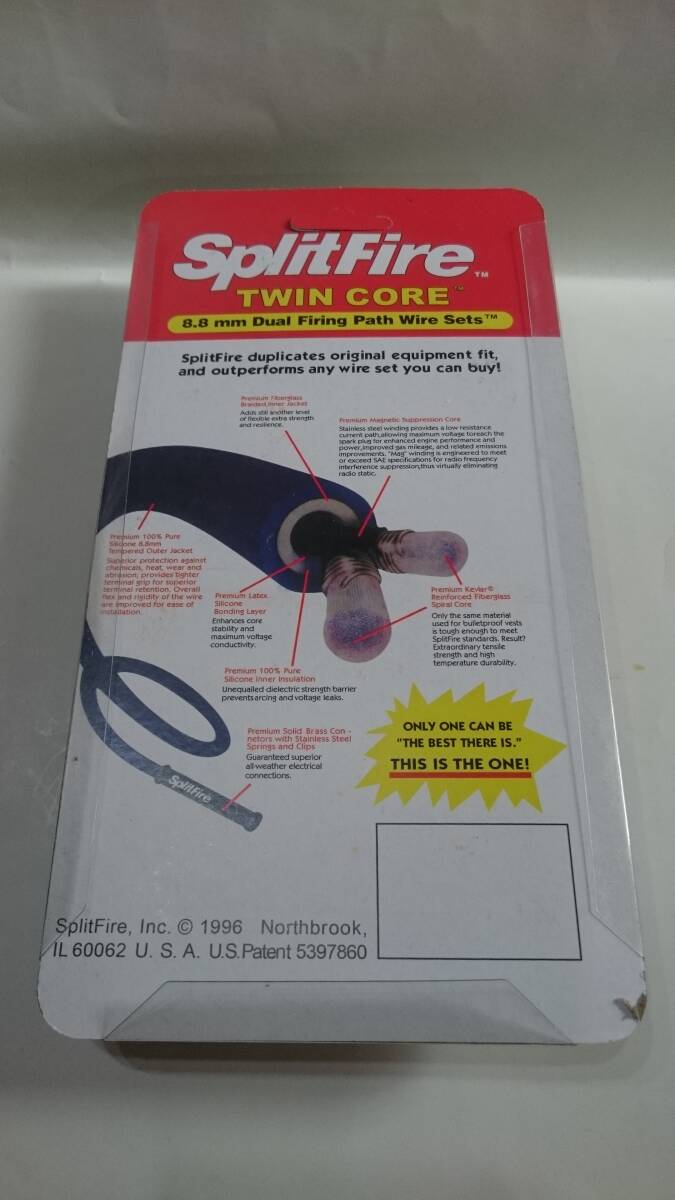 SplitFire™
TWIN CORE™
8.8 mm Dual Firing Path Wire Sets™
SplitFire duplicates original equipment fit,
and outperforms any wire set you can buy!
Premium Fiberglass
Braided Inner Jacket
Adds still another level
of flexible extra strength
and resilience.
Premium Magnetic Suppression Core
Stainless steel winding provides a low resistance
current path,allowing maximum voltage toreach the
spark plug for enhanced engine performance and
power,improved gas mileage, and related emissions
improvements. "Mag" winding is engineered to meet
or exceed SAE specifications for radio frequency
interference suppression,thus virtually eliminating
radio static.
Premium 100% Pure
Silicone 8.8mm
Tempered Outer Jacket
Superior protection against
chemicals, heat, wear and
abrasion; provides tighter
terminal grip for superior
terminal retention. Overall
flex and rigidity of the wire
are improved for ease of
installation.
Premium Latex
Silicone
Bonding Layer
Enhances core
stability and
maximum voltage
conductivity.
Premium Kevlar®
Reinforced Fiberglass
Spiral Core
Only the same material
used for bulletproof vests
is tough enough to meet
SplitFire standards. Result?
Extraordinary tensile
strength and high
temperature durability.
Premium 100% Pure
Silicone Inner Insulation
Unequalled dielectric strength barrier
prevents arcing and voltage leaks.
Premium Solid Brass Con -
netors with Stainless Steel
Springs and Clips
Guaranteed superior
all-weather electrical
connections.
SplitFire
ONLY ONE CAN BE
"THE BEST THERE IS."
THIS IS THE ONE!
SplitFire, Inc. © 1996 Northbrook,
IL 60062 U. S. A. U.S.Patent 5397860